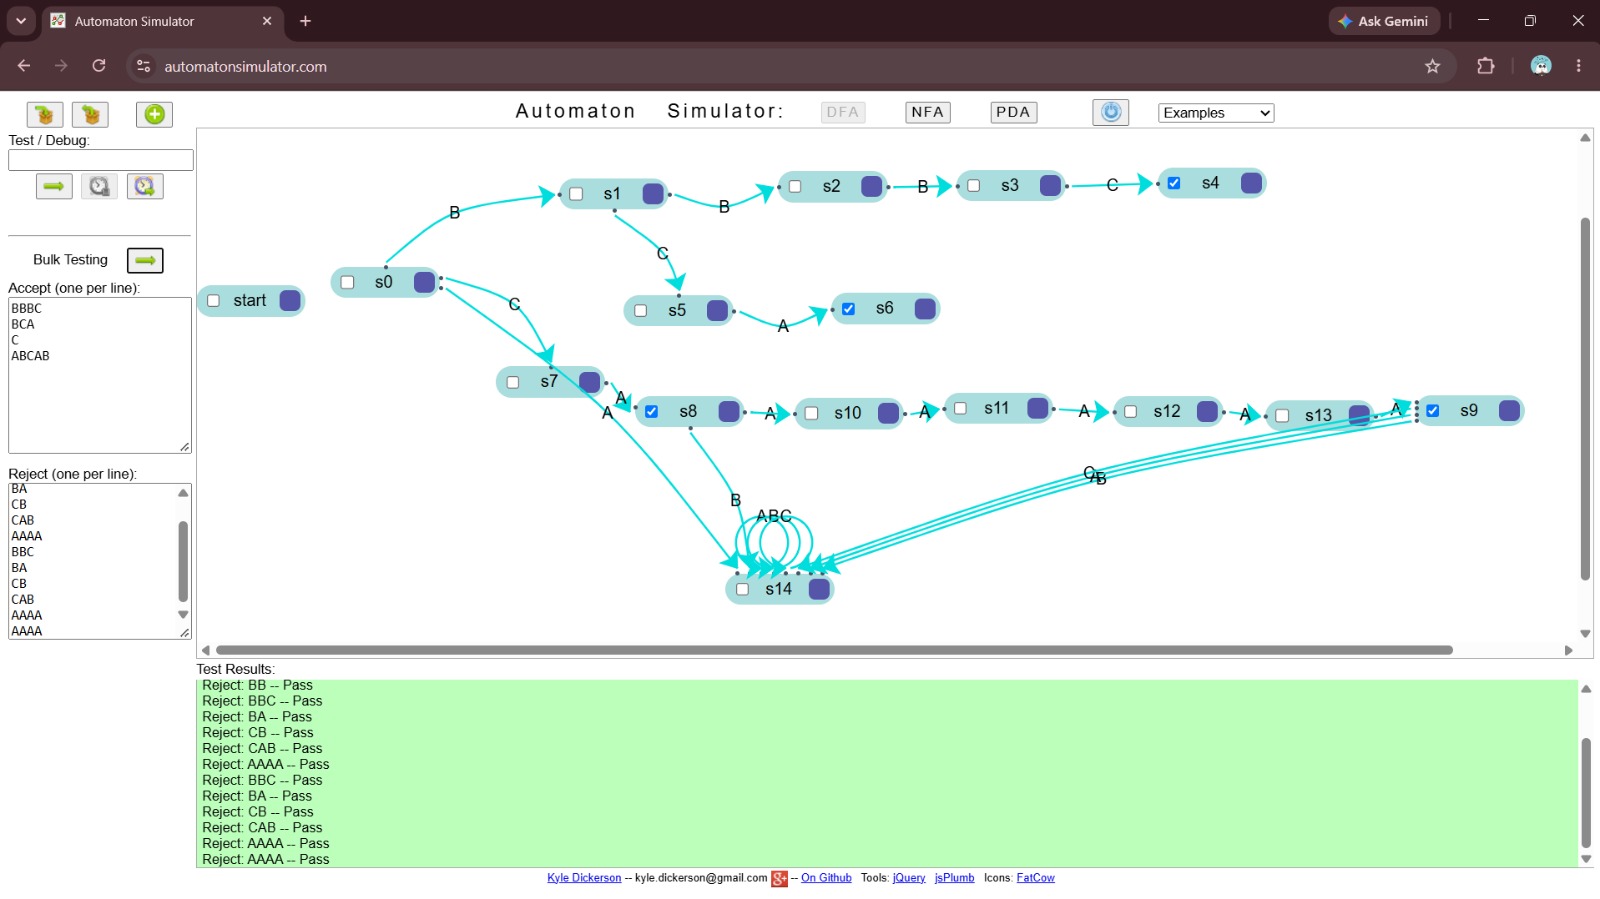 Automaton Simulator
Ask Gemini
automatonsimulator.com
Automaton Simulator:
DFA
NFA
PDA
Examples
Test / Debug:
Bulk Testing
Accept (one per line):
BBBC
BCA
C
ABCAB
Reject (one per line):
BA
CB
CAB
AAAA
BBC
BA
CB
CAB
AAAA
AAAA
start
s0
B
s1
B
s2
B
s3
C
s4
C
s5
A
s6
C
s7
A
A
s8
A
s10
A
s11
A
s12
A
s13
A
s9
B
C
A
B
ABC
s14
Test Results:
Reject: BB -- Pass
Reject: BBC -- Pass
Reject: BA -- Pass
Reject: CB -- Pass
Reject: CAB -- Pass
Reject: AAAA -- Pass
Reject: BBC -- Pass
Reject: BA -- Pass
Reject: CB -- Pass
Reject: CAB -- Pass
Reject: AAAA -- Pass
Reject: AAAA -- Pass
Kyle Dickerson -- kyle.dickerson@gmail.com g+ -- On Github Tools: jQuery jsPlumb Icons: FatCow